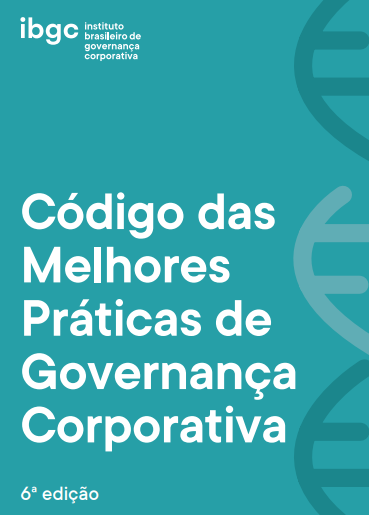 ibgc
instituto
brasileiro de
governança
corporativa
Código das
Melhores
Práticas de
Governança
Corporativa
6ª edição